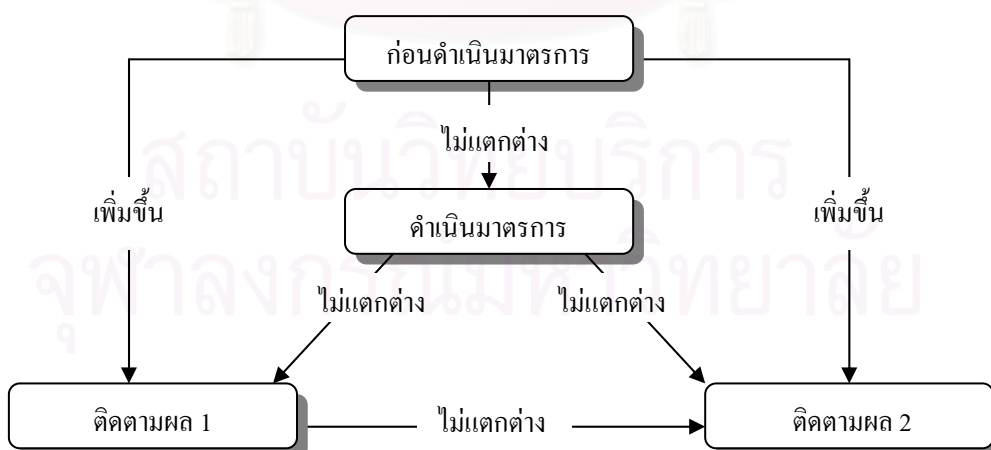 ก่อนดำเนินมาตรการ
ไม่แตกต่าง
สถาบันวิทยบริการ
เพิ่มขึ้น
เพิ่มขึ้น
ดำเนินมาตรการ
จุฬาลงกรณ์มหาวิทยาลัย
ไม่แตกต่าง
ไม่แตกต่าง
ติดตามผล 1
ไม่แตกต่าง
ติดตามผล 2